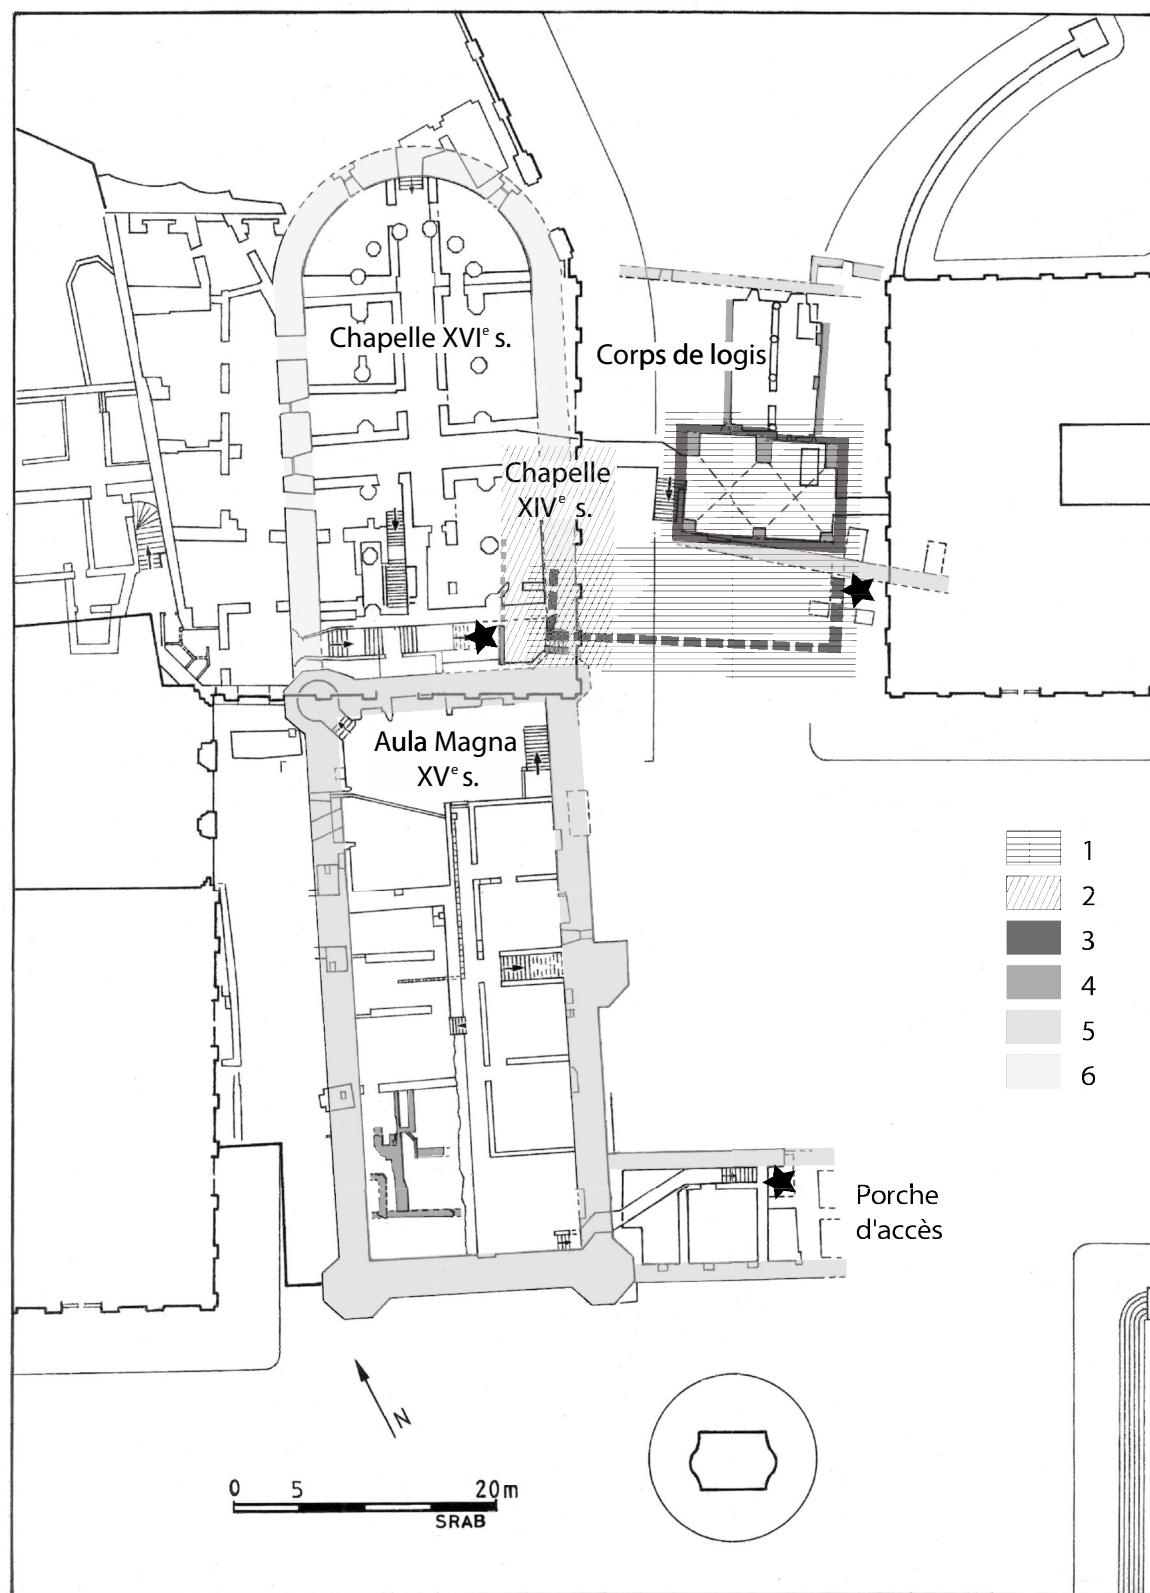 Chapelle XVIᵉ s.
Corps de logis
Chapelle
XIVᵉ s.
Aula Magna
XVᵉ s.
1
2
3
4
5
6
Porche
d'accès
N
0 5 20 m
SRAB